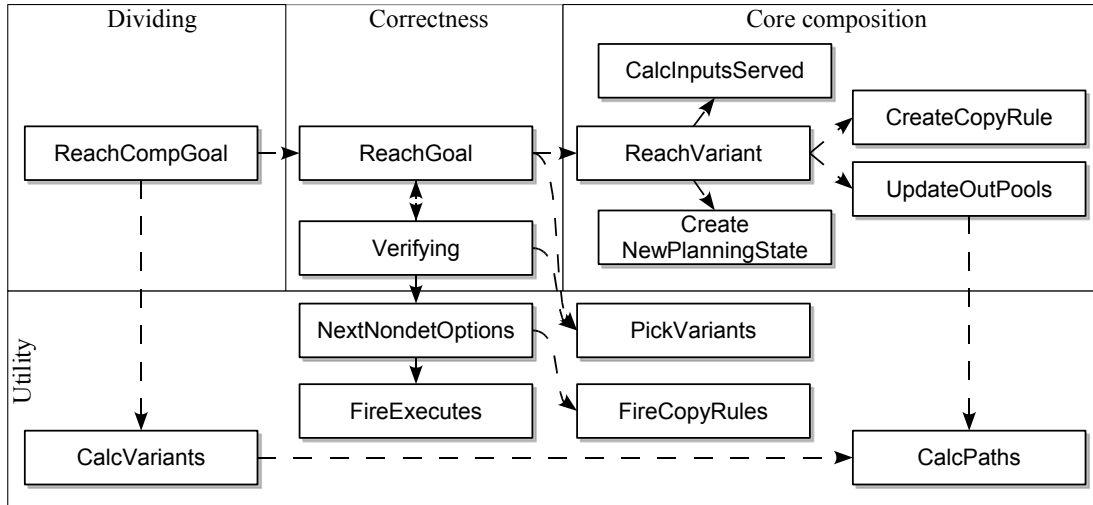 Dividing
Correctness
Core composition
CalcInputsServed
CreateCopyRule
ReachCompGoal
ReachGoal
ReachVariant
UpdateOutPools
Verifying
Create
NewPlanningState
Utility
NextNondetOptions
PickVariants
FireExecutes
FireCopyRules
CalcVariants
CalcPaths